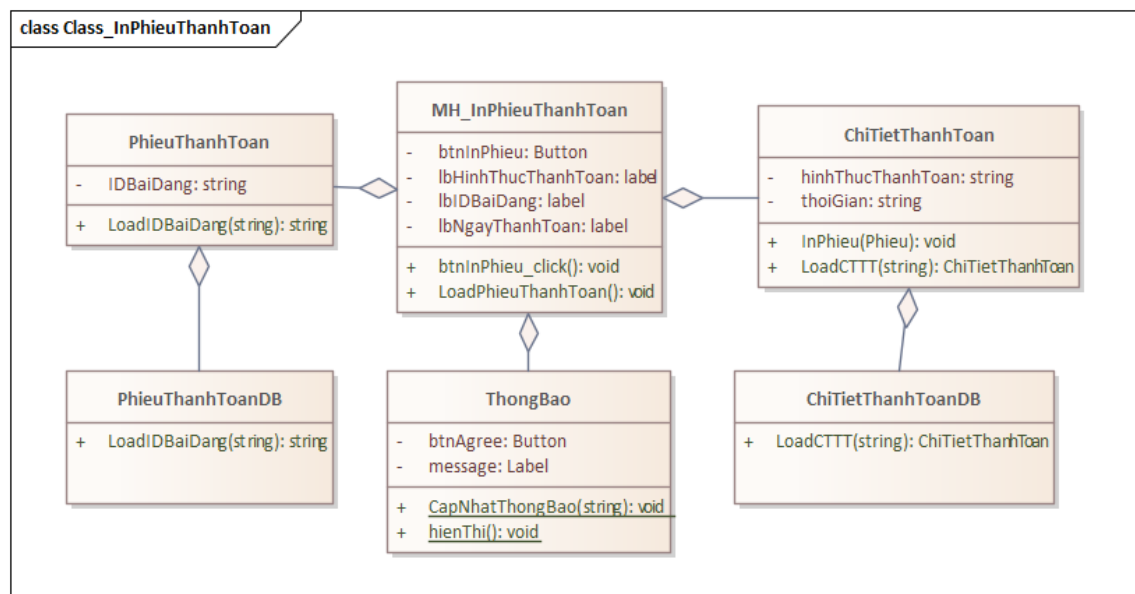 class Class_InPhieuThanhToan
PhieuThanhToan
- IDBaiDang: string
+ LoadIDBaiDang(string): string
MH_InPhieuThanhToan
- btnInPhieu: Button
- lbHinhThucThanhToan: label
- lbIDBaiDang: label
- lbNgayThanhToan: label
+ btnInPhieu_click(): void
+ LoadPhieuThanhToan(): void
ChiTietThanhToan
- hinhThucThanhToan: string
- thoiGian: string
+ InPhieu(Phieu): void
+ LoadCTTT(string): ChiTietThanhToan
PhieuThanhToanDB
+ LoadIDBaiDang(string): string
ThongBao
- btnAgree: Button
- message: Label
+ CapNhatThongBao(string): void
+ hienThi(): void
ChiTietThanhToanDB
+ LoadCTTT(string): ChiTietThanhToan